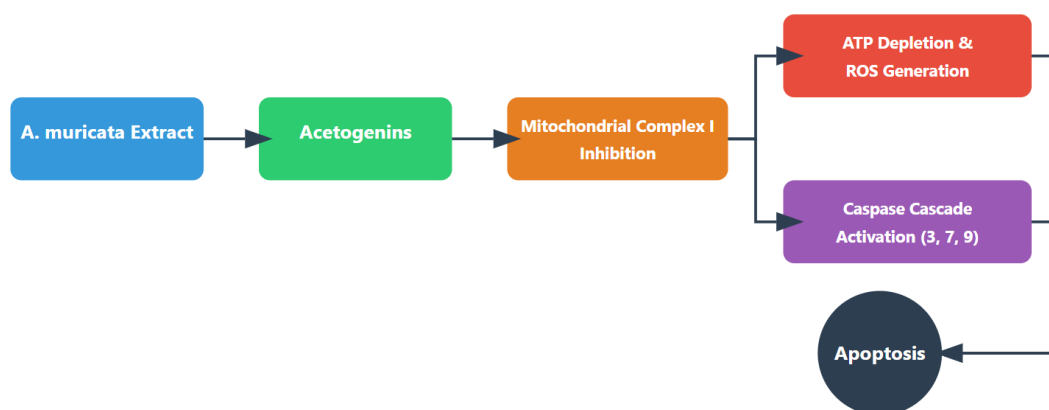 A. muricata Extract
Acetogenins
Mitochondrial Complex I
Inhibition
ATP Depletion &
ROS Generation
Caspase Cascade
Activation (3, 7, 9)
Apoptosis